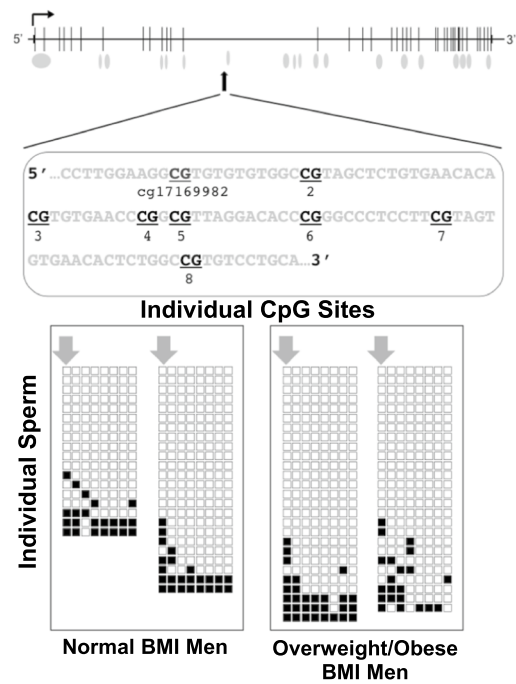 5' 3'
5'...CCTTGGAAGGCGTGTGTGTGGCCGTAGCTCTGTGAACACA
cg17169982 2
CGTGTGAACCCGGCGTTAGGACACCCGGGCCCTCCTTCGTAGT
3 4 5 6 7
GTGAACACTCTGGCCGTGTCCTGCA...3'
8
Individual CpG Sites
Individual Sperm
Normal BMI Men
Overweight/Obese
BMI Men